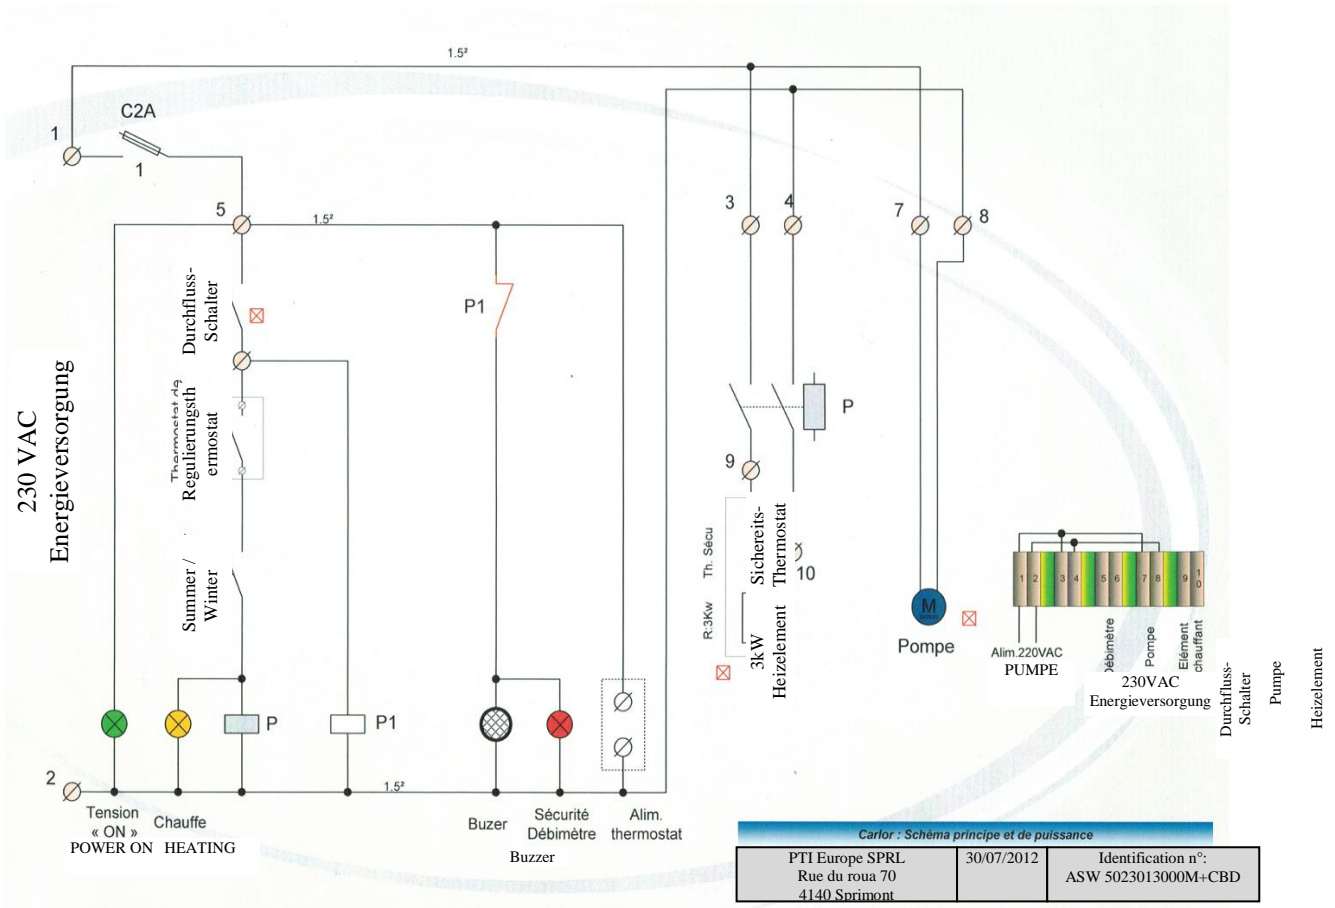 1.5²
C2A
1
1
5
1.5²
3
4
7
8
Durchfluss-
Schalter
P1
230 VAC
Energieversorgung
Thermostat de
Regulierungsth
ermostat
P
9
Th. Sécu
Sichereits-
Thermostat
10
Summer /
Winter
R:3Kw
3kW
Heizelement
M
Pompe
1
2
3
4
5
6
7
8
9
1
0
Alim.220VAC
PUMPE
Débimètre
Pompe
Elément
chauffant
230VAC
Energieversorgung
Durchfluss-
Schalter
Pumpe
Heizelement
P
P1
2
1.5²
Tension
« ON »
POWER ON
Chauffe
HEATING
Buzer
Buzzer
Sécurité
Débimètre
Alim.
thermostat
Carlor : Schéma principe et de puissance
PTI Europe SPRL
Rue du roua 70
4140 Sprimont
30/07/2012
Identification n°:
ASW 5023013000M+CBD